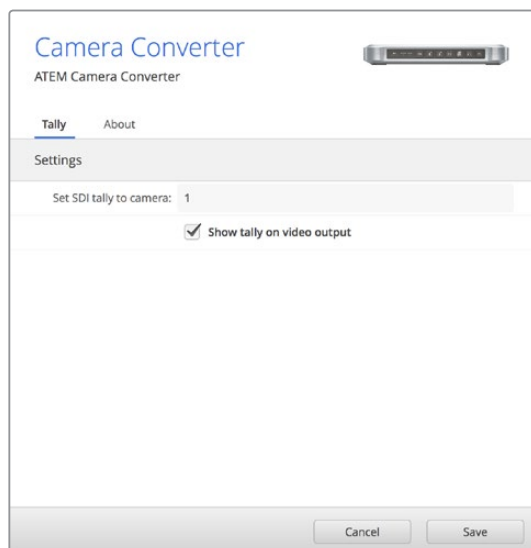 Camera Converter
ATEM Camera Converter
Tally About
Settings
Set SDI tally to camera: 1
Show tally on video output
Cancel Save